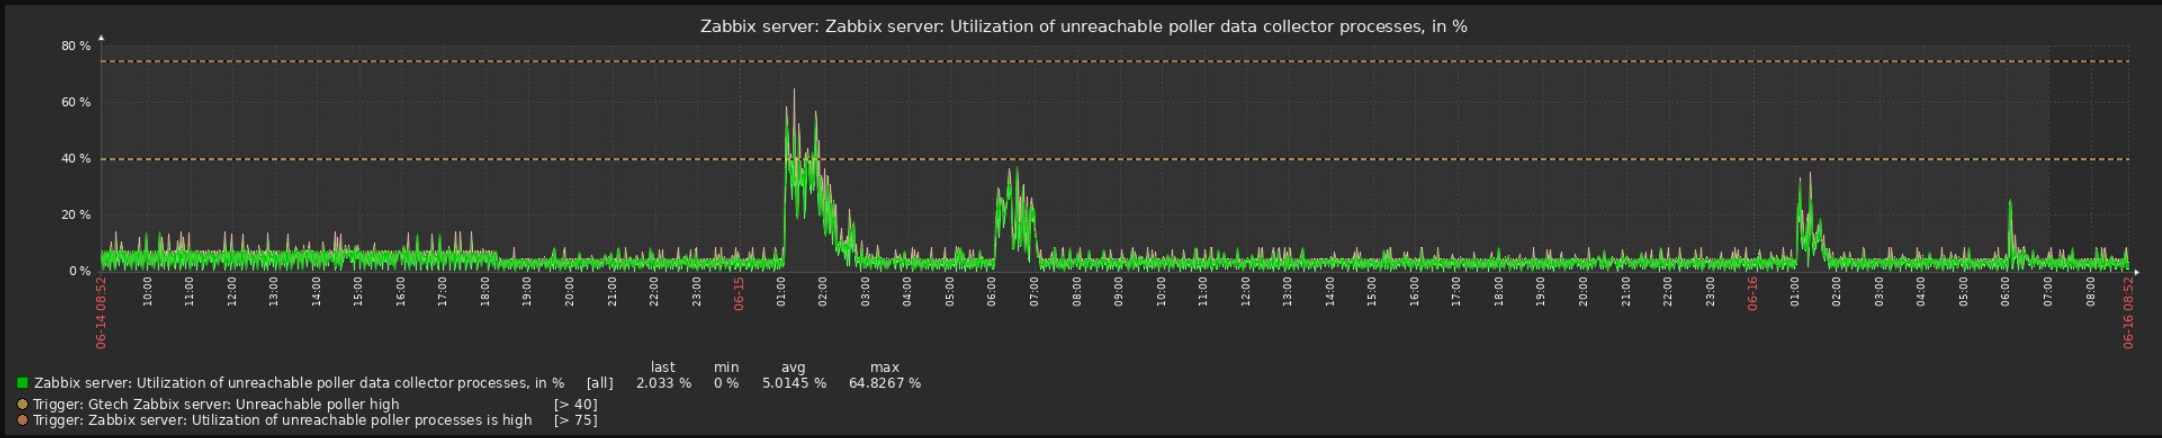 Zabbix server: Zabbix server: Utilization of unreachable poller data collector processes, in %
80 %
60 %
40 %
20 %
0 %
06-14 08:52 10:00 11:00 12:00 13:00 14:00 15:00 16:00 17:00 18:00 19:00 20:00 21:00 22:00 23:00 06-15 01:00 02:00 03:00 04:00 05:00 06:00 07:00 08:00 09:00 10:00 11:00 12:00 13:00 14:00 15:00 16:00 17:00 18:00 19:00 20:00 21:00 22:00 23:00 06-16 01:00 02:00 03:00 04:00 05:00 06:00 07:00 08:00 06-16 08:52
last min avg max
Zabbix server: Utilization of unreachable poller data collector processes, in % [all] 2.033 % 0 % 5.0145 % 64.8267 %
Trigger: Gtech Zabbix server: Unreachable poller high [> 40]
Trigger: Zabbix server: Utilization of unreachable poller processes is high [> 75]